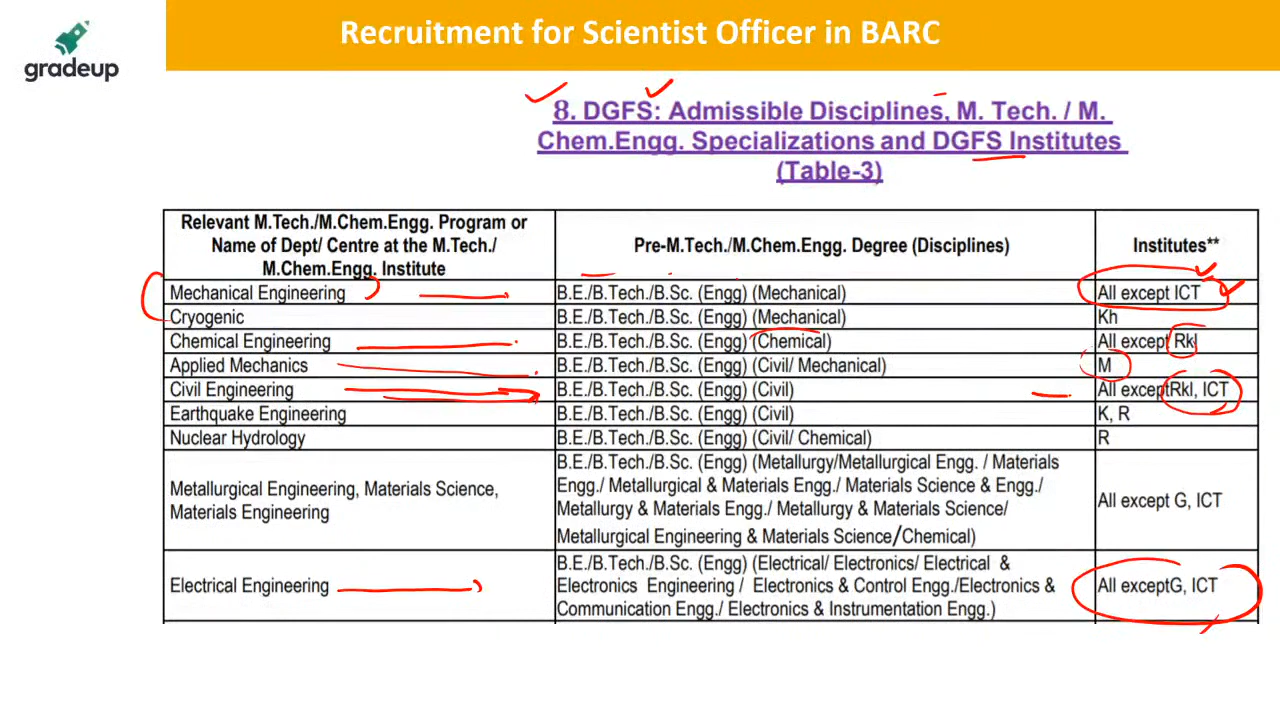 Recruitment for Scientist Officer in BARC
gradeup
8. DGFS: Admissible Disciplines, M. Tech. / M.
Chem.Engg. Specializations and DGFS Institutes
(Table-3)
Relevant M.Tech./M.Chem.Engg. Program or
Name of Dept/ Centre at the M.Tech./
M.Chem.Engg. Institute
Pre-M.Tech./M.Chem.Engg. Degree (Disciplines)
Institutes**
Mechanical Engineering
B.E./B.Tech./B.Sc. (Engg) (Mechanical)
All except ICT
Cryogenic
B.E./B.Tech./B.Sc. (Engg) (Mechanical)
Kh
Chemical Engineering
B.E./B.Tech./B.Sc. (Engg) (Chemical)
All except Rkl
Applied Mechanics
B.E./B.Tech./B.Sc. (Engg) (Civil/ Mechanical)
M
Civil Engineering
B.E./B.Tech./B.Sc. (Engg) (Civil)
All exceptRkl, ICT
Earthquake Engineering
B.E./B.Tech./B.Sc. (Engg) (Civil)
K, R
Nuclear Hydrology
B.E./B.Tech./B.Sc. (Engg) (Civil/ Chemical)
R
Metallurgical Engineering, Materials Science,
Materials Engineering
B.E./B.Tech./B.Sc. (Engg) (Metallurgy/Metallurgical Engg. / Materials
Engg./ Metallurgical & Materials Engg./ Materials Science & Engg./
Metallurgy & Materials Engg./ Metallurgy & Materials Science/
Metallurgical Engineering & Materials Science/Chemical)
All except G, ICT
Electrical Engineering
B.E./B.Tech./B.Sc. (Engg) (Electrical/ Electronics/ Electrical &
Electronics Engineering / Electronics & Control Engg./Electronics &
Communication Engg./ Electronics & Instrumentation Engg.)
All exceptG, ICT